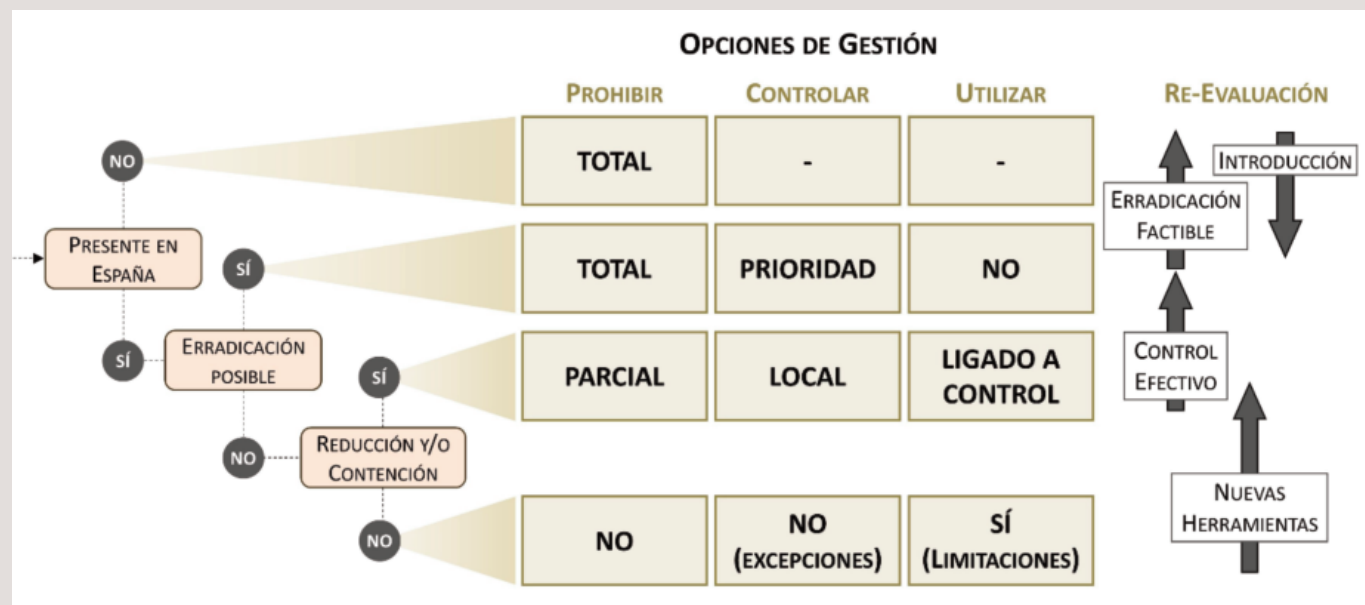 OPCIONES DE GESTIÓN
PROHIBIR CONTROLAR UTILIZAR RE-EVALUACIÓN
NO TOTAL - - INTRODUCCIÓN
ERRADICACIÓN
FACTIBLE
PRESENTE EN
ESPAÑA
SÍ TOTAL PRIORIDAD NO
SÍ
ERRADICACIÓN
POSIBLE
SÍ PARCIAL LOCAL LIGADO A
CONTROL
CONTROL
EFECTIVO
NO
REDUCCIÓN Y/O
CONTENCIÓN
NO NO NO
(EXCEPCIONES)
SÍ
(LIMITACIONES)
NUEVAS
HERRAMIENTAS